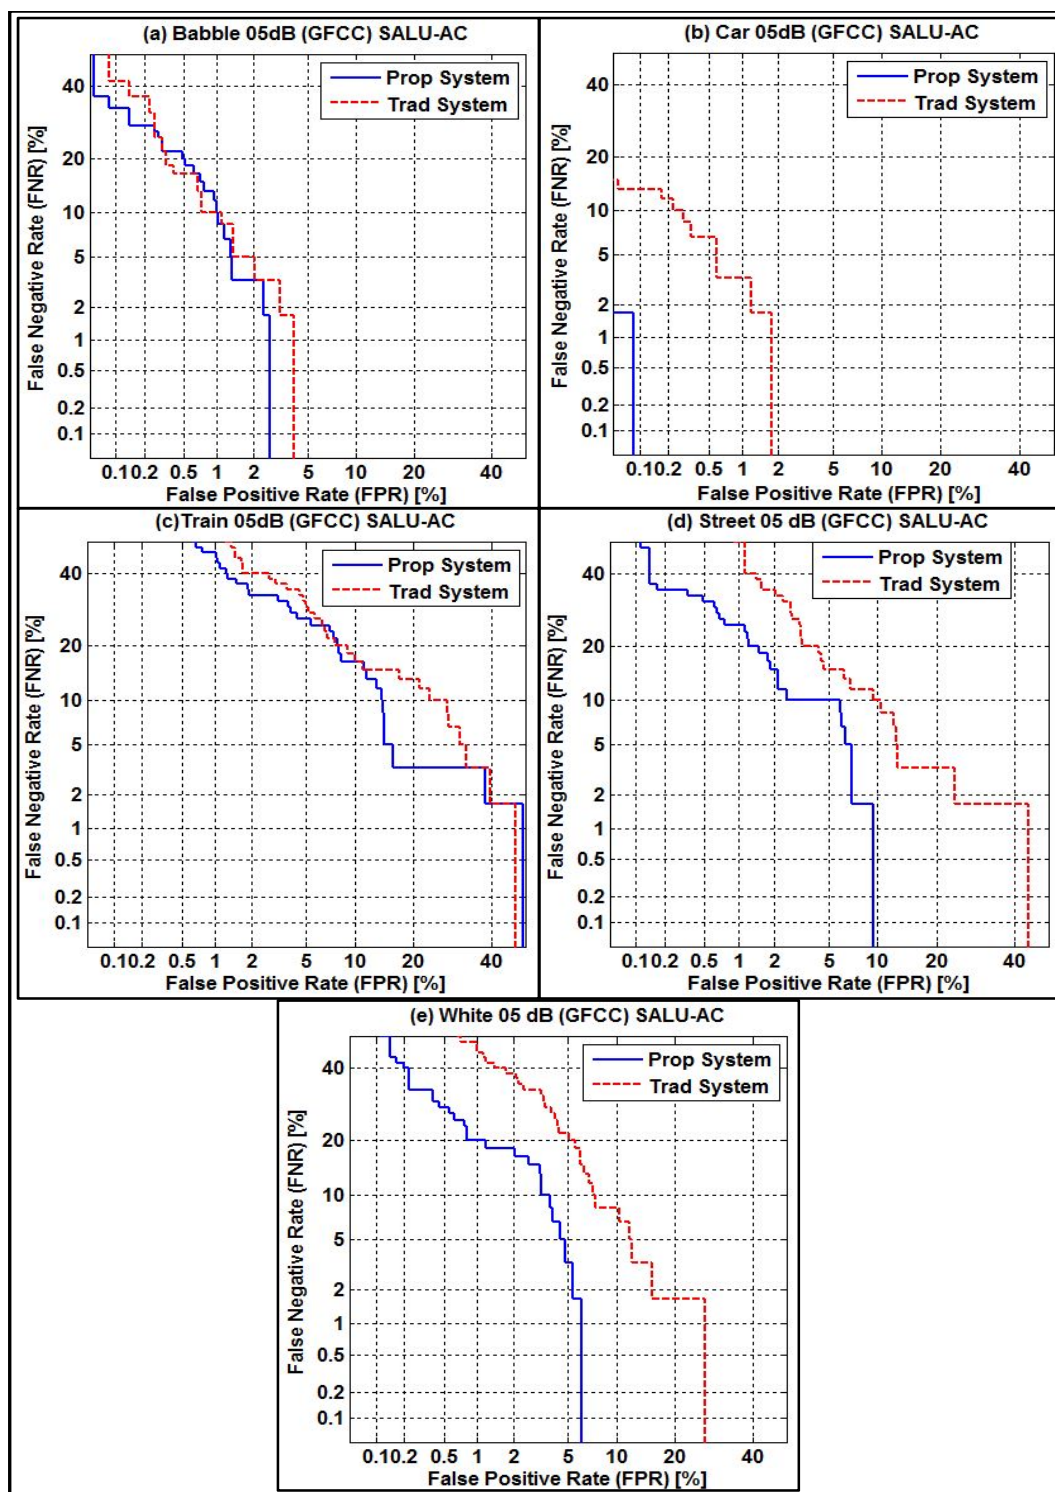 (a) Babble 05dB (GFCC) SALU-AC
Prop System
Trad System
False Negative Rate (FNR) [%]
40
20
10
5
2
1
0.5
0.2
0.1
0.1 0.2 0.5 1 2 5 10 20 40
False Positive Rate (FPR) [%]
(b) Car 05dB (GFCC) SALU-AC
Prop System
Trad System
False Negative Rate (FNR) [%]
40
20
10
5
2
1
0.5
0.2
0.1
0.1 0.2 0.5 1 2 5 10 20 40
False Positive Rate (FPR) [%]
(c)Train 05dB (GFCC) SALU-AC
Prop System
Trad System
False Negative Rate (FNR) [%]
40
20
10
5
2
1
0.5
0.2
0.1
0.1 0.2 0.5 1 2 5 10 20 40
False Positive Rate (FPR) [%]
(d) Street 05 dB (GFCC) SALU-AC
Prop System
Trad System
False Negative Rate (FNR) [%]
40
20
10
5
2
1
0.5
0.2
0.1
0.1 0.2 0.5 1 2 5 10 20 40
False Positive Rate (FPR) [%]
(e) White 05 dB (GFCC) SALU-AC
Prop System
Trad System
False Negative Rate (FNR) [%]
40
20
10
5
2
1
0.5
0.2
0.1
0.1 0.2 0.5 1 2 5 10 20 40
False Positive Rate (FPR) [%]